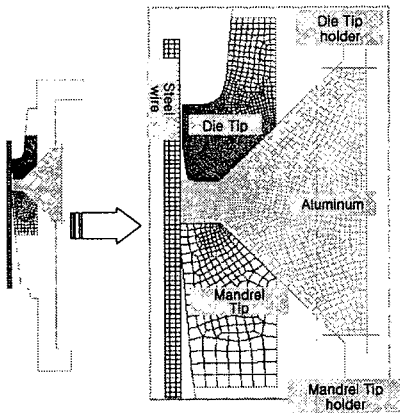 Die Tip
holder
Steel
wire
Die Tip
Aluminum
Mandrel
Tip
Mandrel Tip
holder